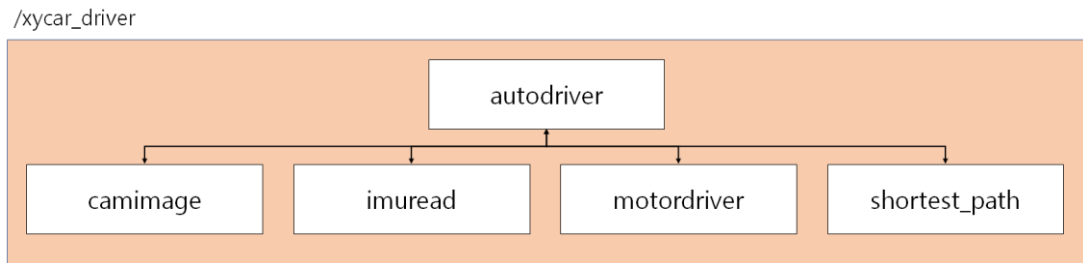 /xycar_driver
autodriver
camimage
imuread
motordriver
shortest_path